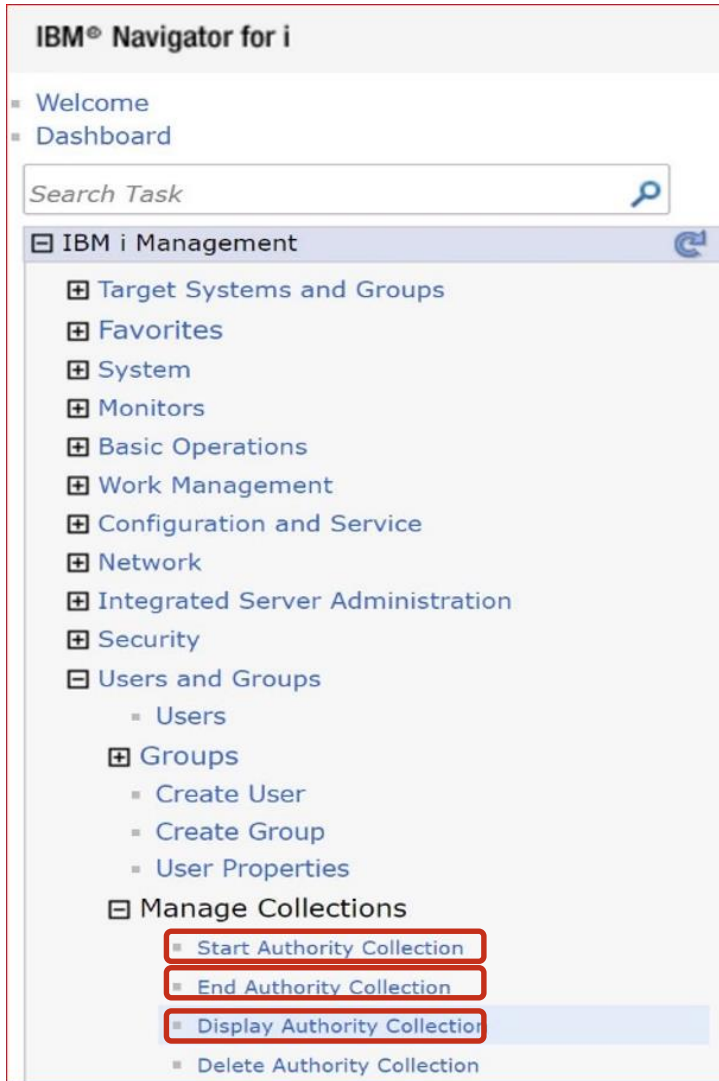 IBM® Navigator for i
Welcome
Dashboard
Search Task
IBM i Management
Target Systems and Groups
Favorites
System
Monitors
Basic Operations
Work Management
Configuration and Service
Network
Integrated Server Administration
Security
Users and Groups
Users
Groups
Create User
Create Group
User Properties
Manage Collections
Start Authority Collection
End Authority Collection
Display Authority Collection
Delete Authority Collection